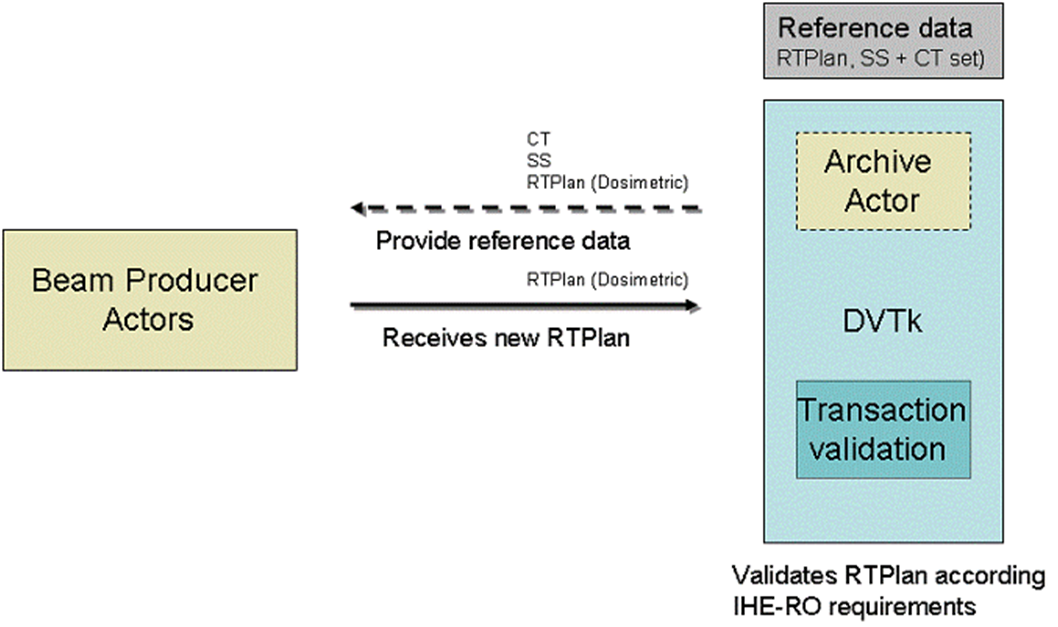 Reference data
RTPlan, SS + CT set)
CT
SS
RTPlan (Dosimetric)
Provide reference data
RTPlan (Dosimetric)
Receives new RTPlan
Beam Producer
Actors
Archive
Actor
DVTk
Transaction
validation
Validates RTPlan according
IHE-RO requirements